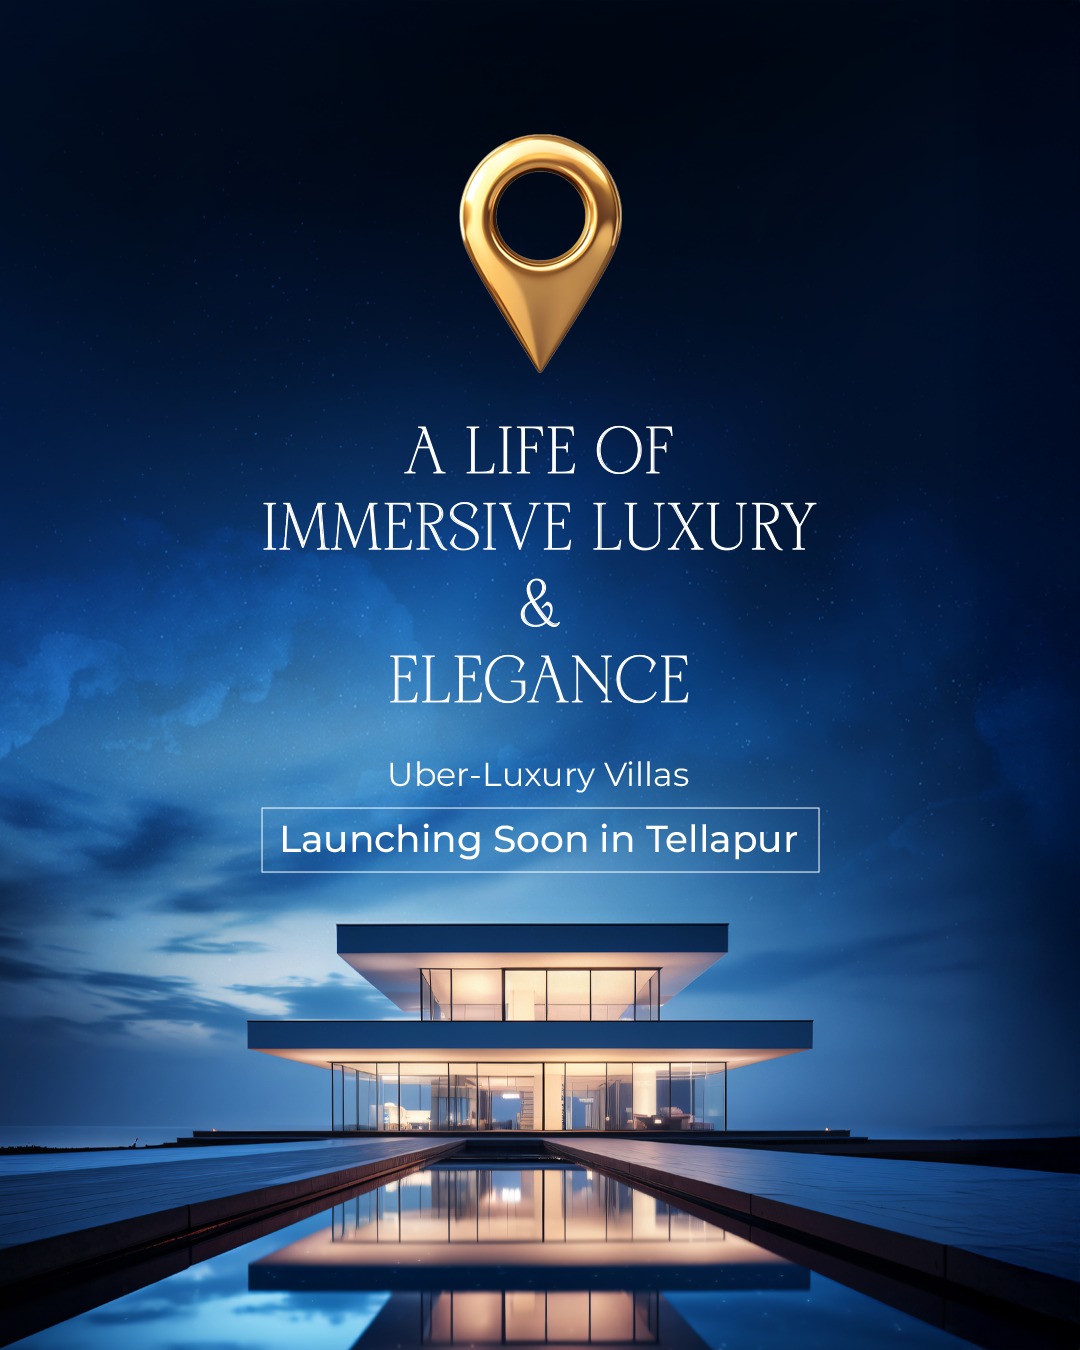 A LIFE OF
IMMERSIVE LUXURY
&
ELEGANCE
Uber-Luxury Villas
Launching Soon in Tellapur